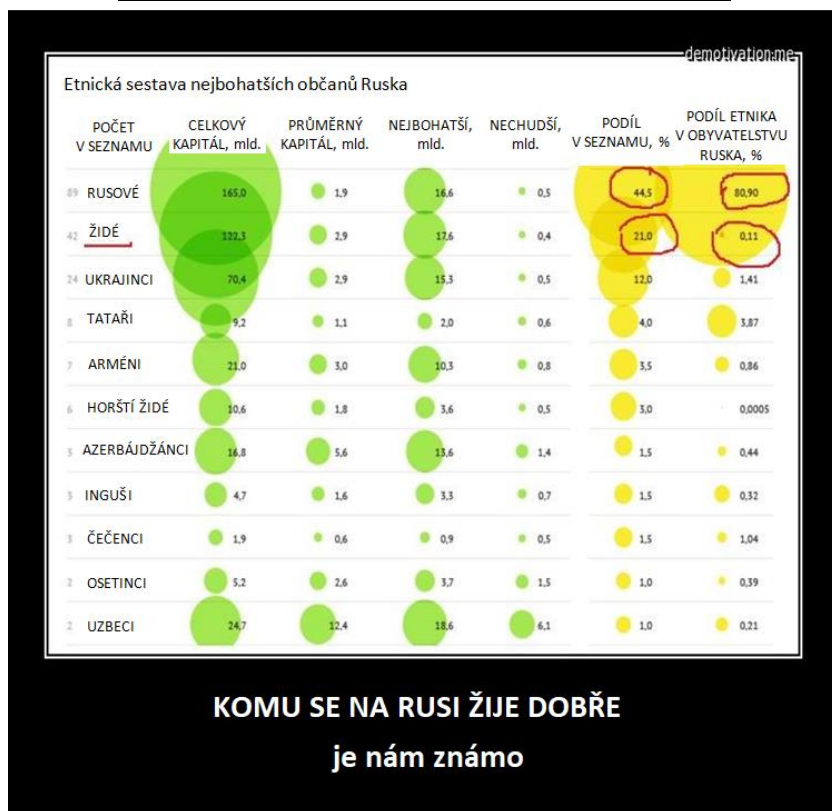 demotivation.me
Etnická sestava nejbohatších občanů Ruska
POČET V SEZNAMU CELKOVÝ KAPITÁL, mld. PRŮMĚRNÝ KAPITÁL, mld. NEJBOHATŠÍ, mld. NECHUDŠÍ, mld. PODÍL V SEZNAMU, % PODÍL ETNIKA V OBYVATELSTVU RUSKA, %
89 RUSOVÉ 165,0 1,9 16,6 0,5 44,5 80,90
42 ŽIDÉ 122,3 2,9 17,6 0,4 21,0 0,11
24 UKRAJINCI 70,4 2,9 15,3 0,5 12,0 1,41
8 TATAŘI 9,2 1,1 2,0 0,6 4,0 3,87
7 ARMÉNI 21,0 3,0 10,3 0,8 3,5 0,86
6 HORŠTÍ ŽIDÉ 10,6 1,8 3,6 0,5 3,0 0,0005
3 AZERBÁJDŽÁNCI 16,8 5,6 13,6 1,4 1,5 0,44
3 INGUŠI 4,7 1,6 3,3 0,7 1,5 0,32
3 ČEČENCI 1,9 0,6 0,9 0,5 1,5 1,04
2 OSETINCI 5,2 2,6 3,7 1,5 1,0 0,39
2 UZBECI 24,7 12,4 18,6 6,1 1,0 0,21
KOMU SE NA RUSI ŽIJE DOBŘE
je nám známo